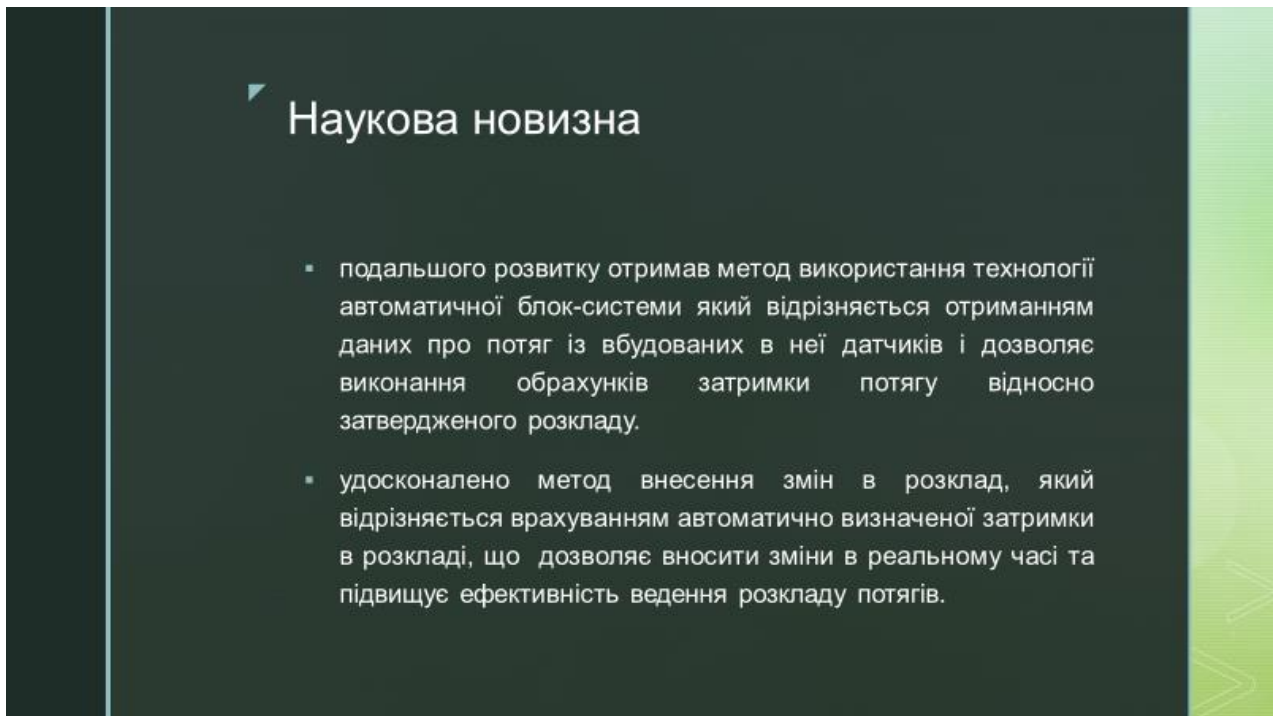 Наукова новизна
▪ подальшого розвитку отримав метод використання технології
автоматичної блок-системи який відрізняється отриманням
даних про потяг із вбудованих в неї датчиків і дозволяє
виконання обрахунків затримки потягу відносно
затвердженого розкладу.
▪ удосконалено метод внесення змін в розклад, який
відрізняється врахуванням автоматично визначеної затримки
в розкладі, що дозволяє вносити зміни в реальному часі та
підвищує ефективність ведення розкладу потягів.